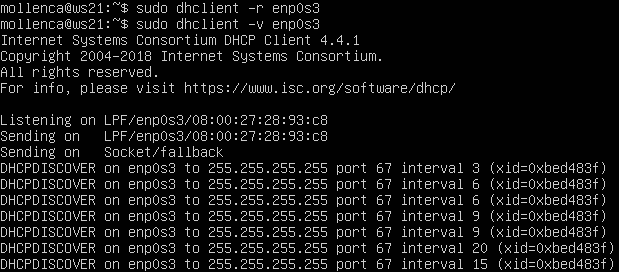 mollenca@ws21:~$ sudo dhclient -r enp0s3
mollenca@ws21:~$ sudo dhclient -v enp0s3
Internet Systems Consortium DHCP Client 4.4.1
Copyright 2004-2018 Internet Systems Consortium.
All rights reserved.
For info, please visit https://www.isc.org/software/dhcp/

Listening on LPF/enp0s3/08:00:27:28:93:c8
Sending on   LPF/enp0s3/08:00:27:28:93:c8
Sending on   Socket/fallback
DHCPDISCOVER on enp0s3 to 255.255.255.255 port 67 interval 3 (xid=0xbed483f)
DHCPDISCOVER on enp0s3 to 255.255.255.255 port 67 interval 6 (xid=0xbed483f)
DHCPDISCOVER on enp0s3 to 255.255.255.255 port 67 interval 6 (xid=0xbed483f)
DHCPDISCOVER on enp0s3 to 255.255.255.255 port 67 interval 9 (xid=0xbed483f)
DHCPDISCOVER on enp0s3 to 255.255.255.255 port 67 interval 9 (xid=0xbed483f)
DHCPDISCOVER on enp0s3 to 255.255.255.255 port 67 interval 20 (xid=0xbed483f)
DHCPDISCOVER on enp0s3 to 255.255.255.255 port 67 interval 15 (xid=0xbed483f)